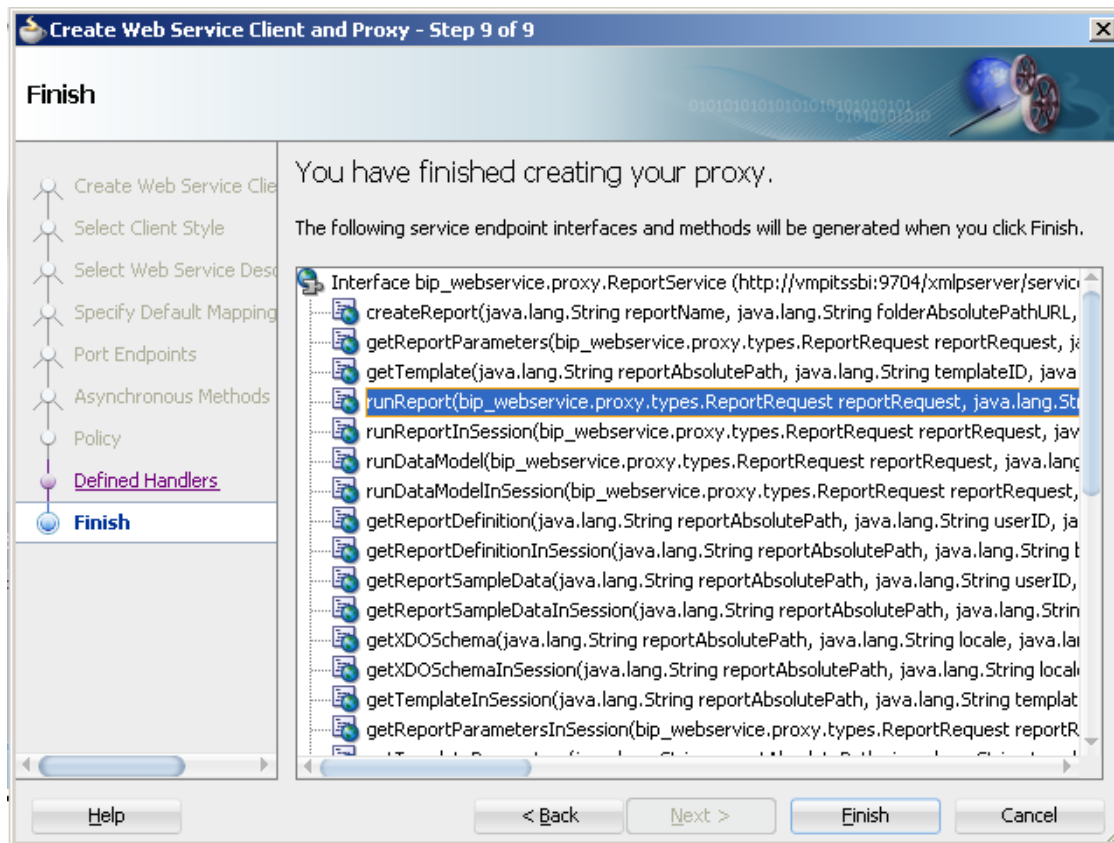 Create Web Service Client and Proxy - Step 9 of 9
Finish
Create Web Service Clie
Select Client Style
Select Web Service Desc
Specify Default Mapping
Port Endpoints
Asynchronous Methods
Policy
Defined Handlers
Finish
You have finished creating your proxy.
The following service endpoint interfaces and methods will be generated when you click Finish.
Interface bip_webservice.proxy.ReportService (http://vmpitssbi:9704/xmlpserver/servic
createReport(java.lang.String reportName, java.lang.String folderAbsolutePathURL,
getReportParameters(bip_webservice.proxy.types.ReportRequest reportRequest, ja
getTemplate(java.lang.String reportAbsolutePath, java.lang.String templateID, java
runReport(bip_webservice.proxy.types.ReportRequest reportRequest, java.lang.Str
runReportInSession(bip_webservice.proxy.types.ReportRequest reportRequest, jav
runDataModel(bip_webservice.proxy.types.ReportRequest reportRequest, java.lang
runDataModelInSession(bip_webservice.proxy.types.ReportRequest reportRequest,
getReportDefinition(java.lang.String reportAbsolutePath, java.lang.String userID, ja
getReportDefinitionInSession(java.lang.String reportAbsolutePath, java.lang.String b
getReportSampleData(java.lang.String reportAbsolutePath, java.lang.String userID,
getReportSampleDataInSession(java.lang.String reportAbsolutePath, java.lang.Strin
getXDOSchema(java.lang.String reportAbsolutePath, java.lang.String locale, java.la
getXDOSchemaInSession(java.lang.String reportAbsolutePath, java.lang.String local
getTemplateInSession(java.lang.String reportAbsolutePath, java.lang.String templat
getReportParametersInSession(bip_webservice.proxy.types.ReportRequest reportR
Help
< Back
Next >
Finish
Cancel